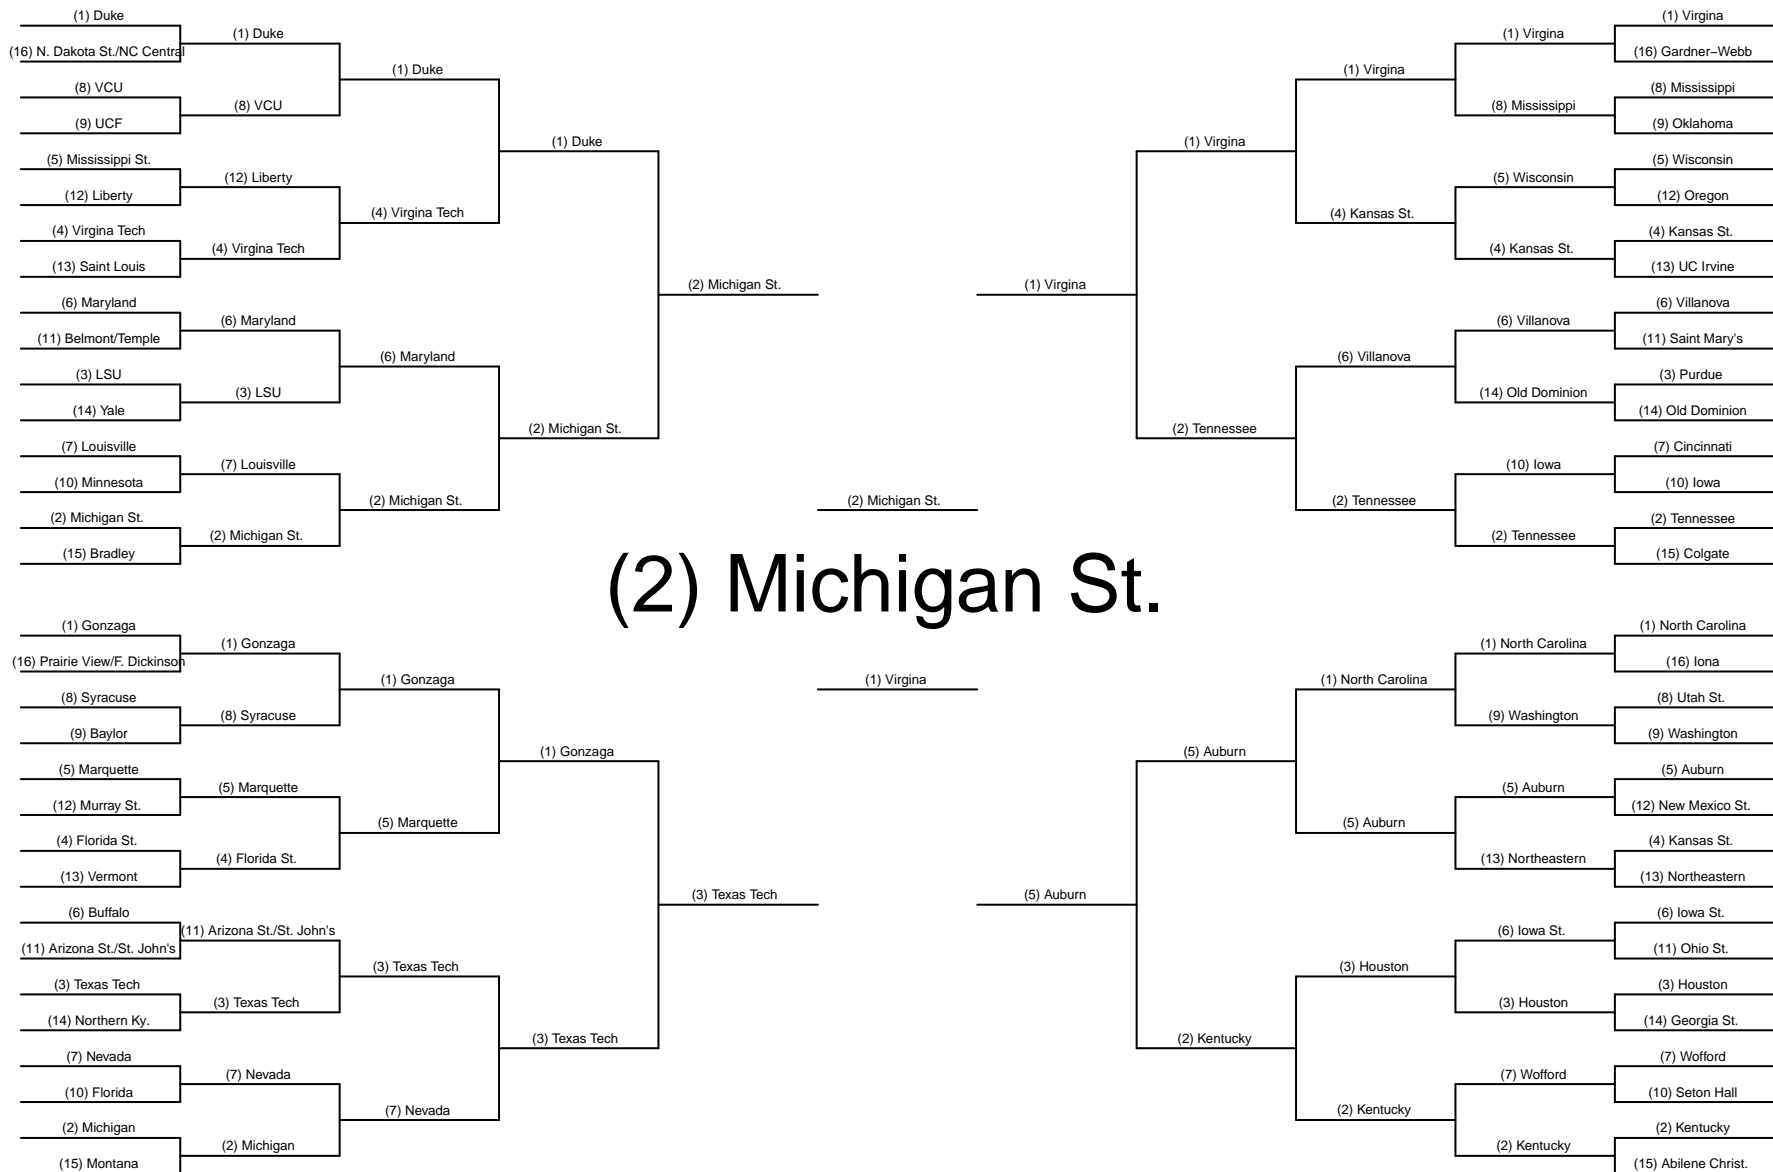 (1) Duke
(16) N. Dakota St./NC Central
(8) VCU
(9) UCF
(5) Mississippi St.
(12) Liberty
(4) Virgina Tech
(13) Saint Louis
(6) Maryland
(11) Belmont/Temple
(3) LSU
(14) Yale
(7) Louisville
(10) Minnesota
(2) Michigan St.
(15) Bradley
(1) Gonzaga
(16) Prairie View/F. Dickinson
(8) Syracuse
(9) Baylor
(5) Marquette
(12) Murray St.
(4) Florida St.
(13) Vermont
(6) Buffalo
(11) Arizona St./St. John's
(3) Texas Tech
(14) Northern Ky.
(7) Nevada
(10) Florida
(2) Michigan
(15) Montana
(1) Duke
(8) VCU
(12) Liberty
(4) Virgina Tech
(6) Maryland
(3) LSU
(7) Louisville
(2) Michigan St.
(1) Gonzaga
(8) Syracuse
(5) Marquette
(4) Florida St.
(11) Arizona St./St. John's
(3) Texas Tech
(7) Nevada
(2) Michigan
(1) Duke
(4) Virgina Tech
(6) Maryland
(2) Michigan St.
(1) Gonzaga
(5) Marquette
(3) Texas Tech
(7) Nevada
(1) Duke
(2) Michigan St.
(1) Gonzaga
(3) Texas Tech
(2) Michigan St.
(3) Texas Tech
(2) Michigan St.
(2) Michigan St.
(1) Virgina
(1) Virgina
(5) Auburn
(1) Virgina
(2) Tennessee
(5) Auburn
(2) Kentucky
(1) Virgina
(4) Kansas St.
(6) Villanova
(2) Tennessee
(1) North Carolina
(5) Auburn
(3) Houston
(2) Kentucky
(1) Virgina
(8) Mississippi
(5) Wisconsin
(4) Kansas St.
(6) Villanova
(14) Old Dominion
(10) Iowa
(2) Tennessee
(1) North Carolina
(9) Washington
(5) Auburn
(13) Northeastern
(6) Iowa St.
(3) Houston
(7) Wofford
(2) Kentucky
(1) Virgina
(16) Gardner–Webb
(8) Mississippi
(9) Oklahoma
(5) Wisconsin
(12) Oregon
(4) Kansas St.
(13) UC Irvine
(6) Villanova
(11) Saint Mary's
(3) Purdue
(14) Old Dominion
(7) Cincinnati
(10) Iowa
(2) Tennessee
(15) Colgate
(1) North Carolina
(16) Iona
(8) Utah St.
(9) Washington
(5) Auburn
(12) New Mexico St.
(4) Kansas St.
(13) Northeastern
(6) Iowa St.
(11) Ohio St.
(3) Houston
(14) Georgia St.
(7) Wofford
(10) Seton Hall
(2) Kentucky
(15) Abilene Christ.